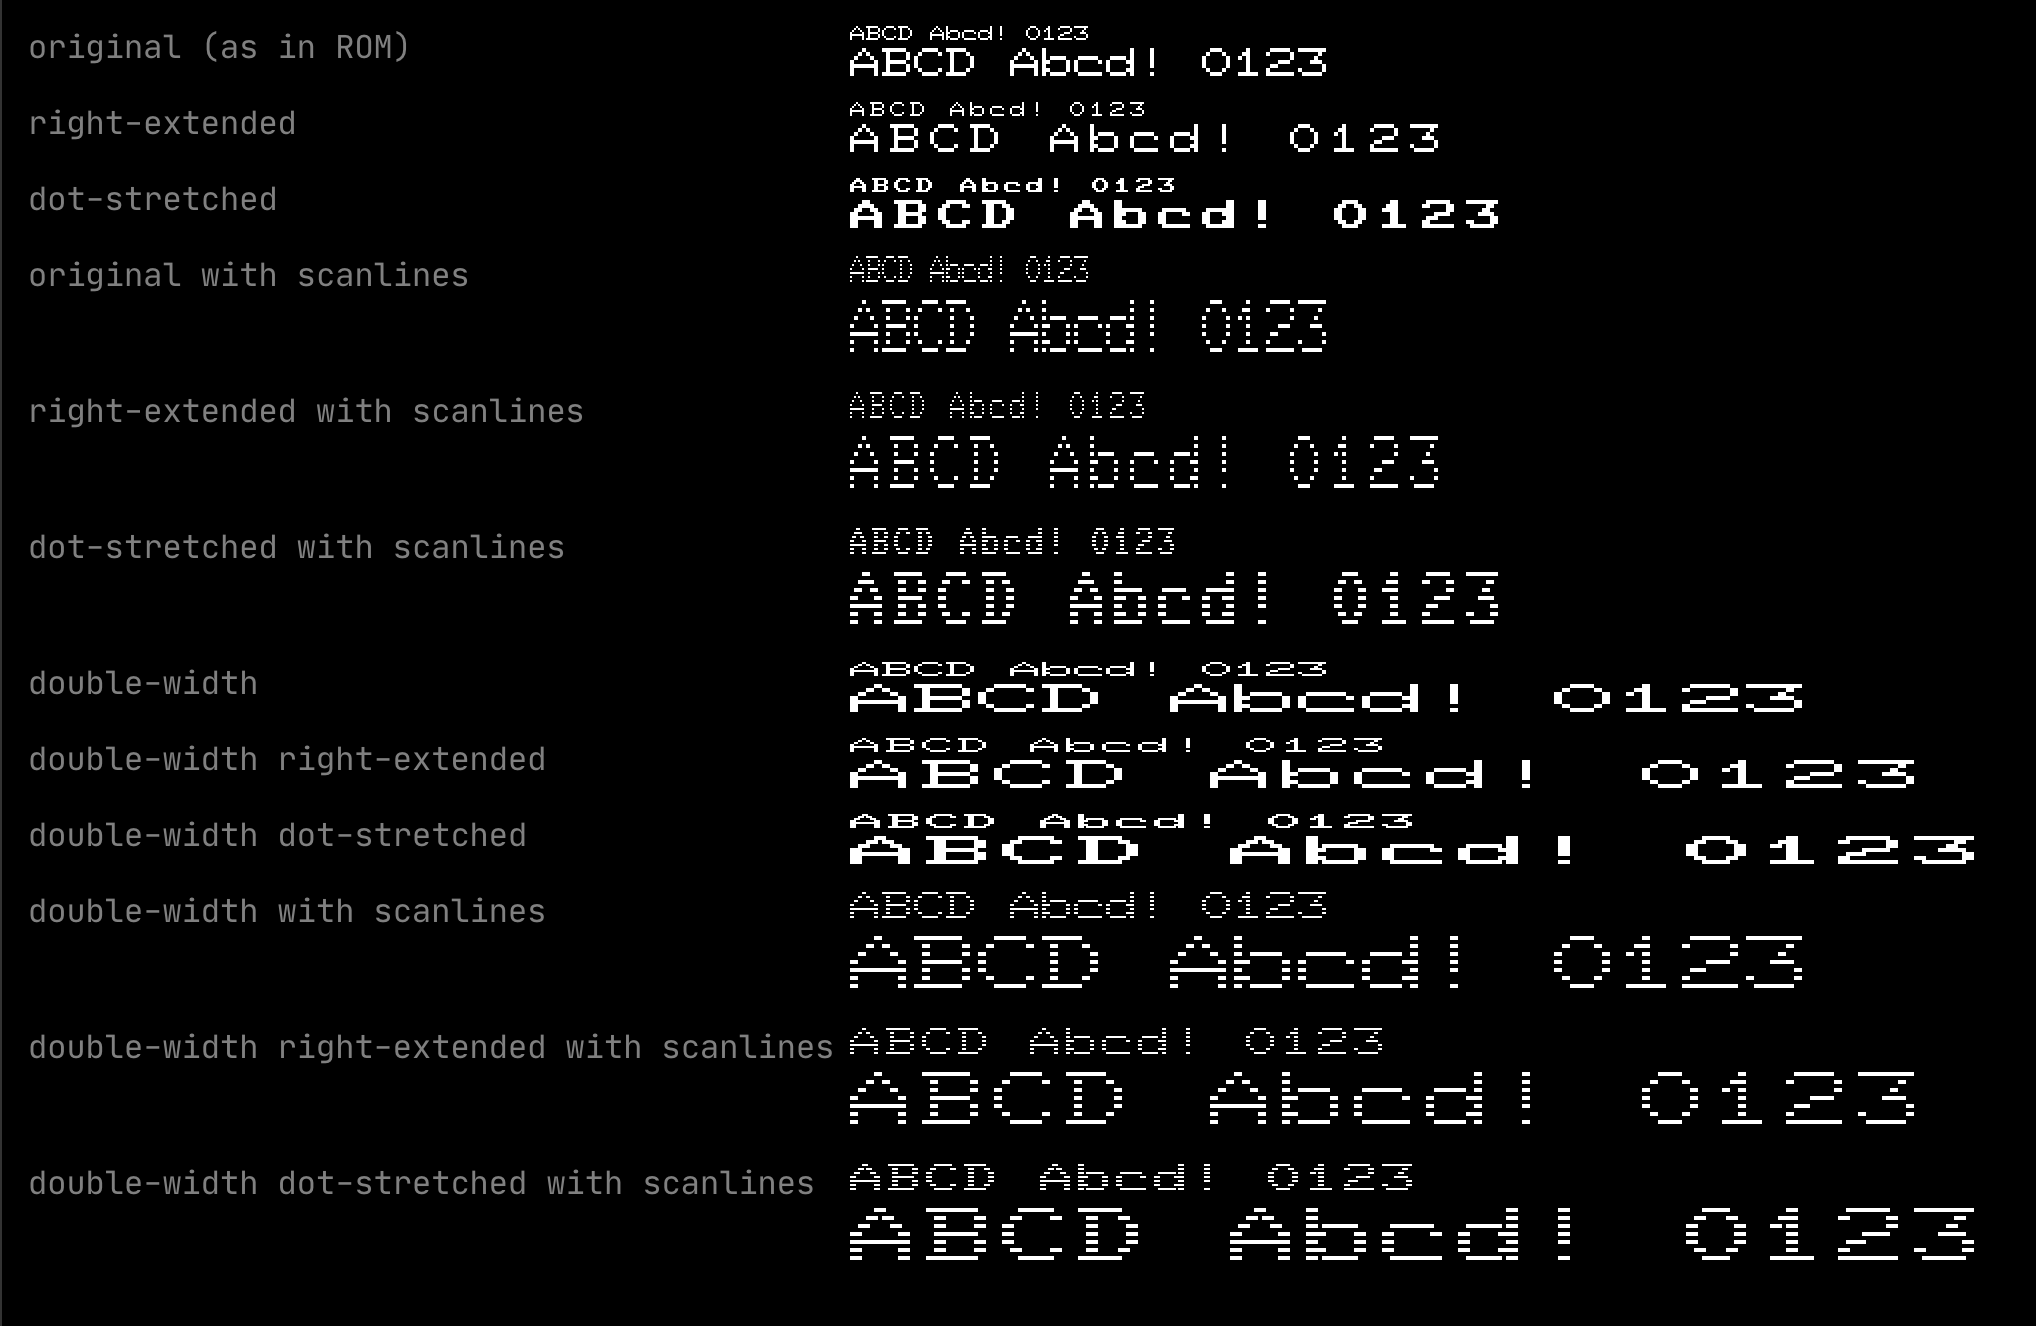 original (as in ROM) ABCD Abcd! 0123
ABCD Abcd! 0123
right-extended ABCD Abcd! 0123
ABCD Abcd! 0123
dot-stretched ABCD Abcd! 0123
ABCD Abcd! 0123
original with scanlines ABCD Abcd! 0123
ABCD Abcd! 0123
right-extended with scanlines ABCD Abcd! 0123
ABCD Abcd! 0123
dot-stretched with scanlines ABCD Abcd! 0123
ABCD Abcd! 0123
double-width ABCD Abcd! 0123
ABCD Abcd! 0123
double-width right-extended ABCD Abcd! 0123
ABCD Abcd! 0123
double-width dot-stretched ABCD Abcd! 0123
ABCD Abcd! 0123
double-width with scanlines ABCD Abcd! 0123
ABCD Abcd! 0123
double-width right-extended with scanlines ABCD Abcd! 0123
ABCD Abcd! 0123
double-width dot-stretched with scanlines ABCD Abcd! 0123
ABCD Abcd! 0123